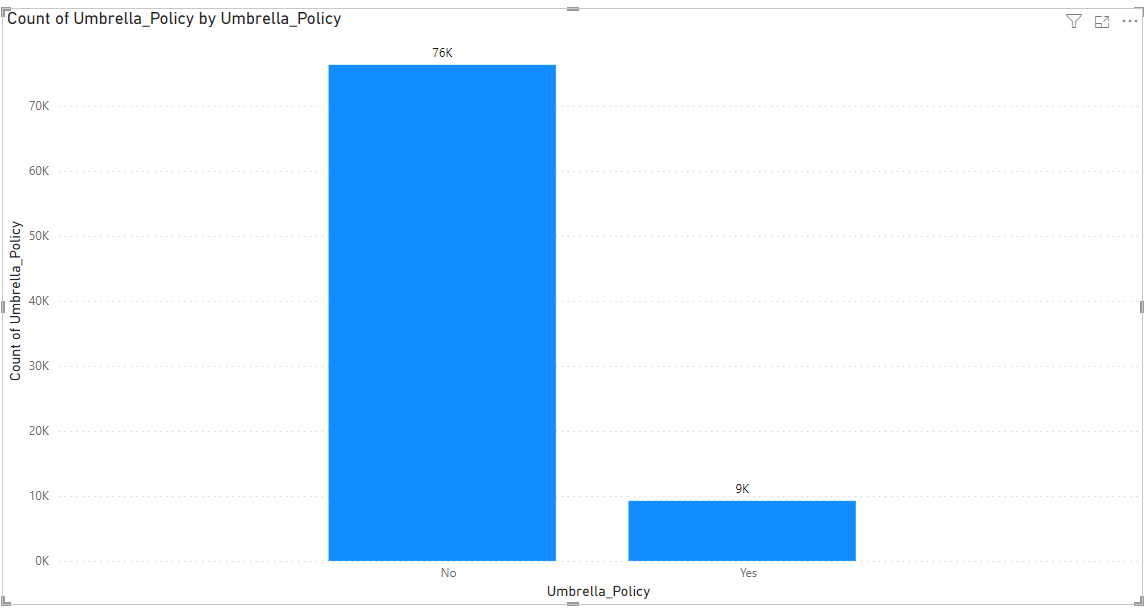 Count of Umbrella_Policy by Umbrella_Policy
76K
70K
60K
50K
40K
30K
20K
10K
0K
Count of Umbrella_Policy
9K
No
Yes
Umbrella_Policy